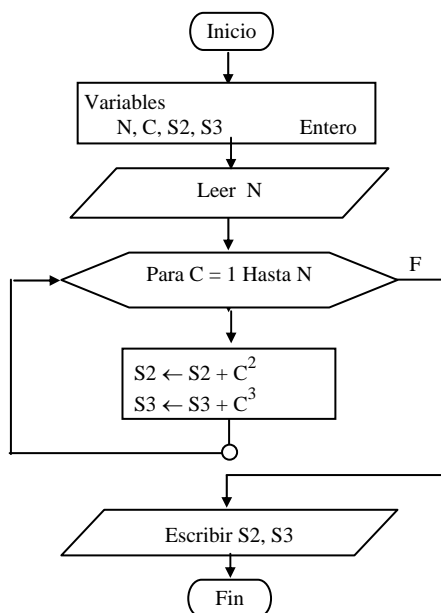 Inicio
Variables
N, C, S2, S3 Entero
Leer N
Para C = 1 Hasta N
F
S2 ← S2 + C²
S3 ← S3 + C³
Escribir S2, S3
Fin